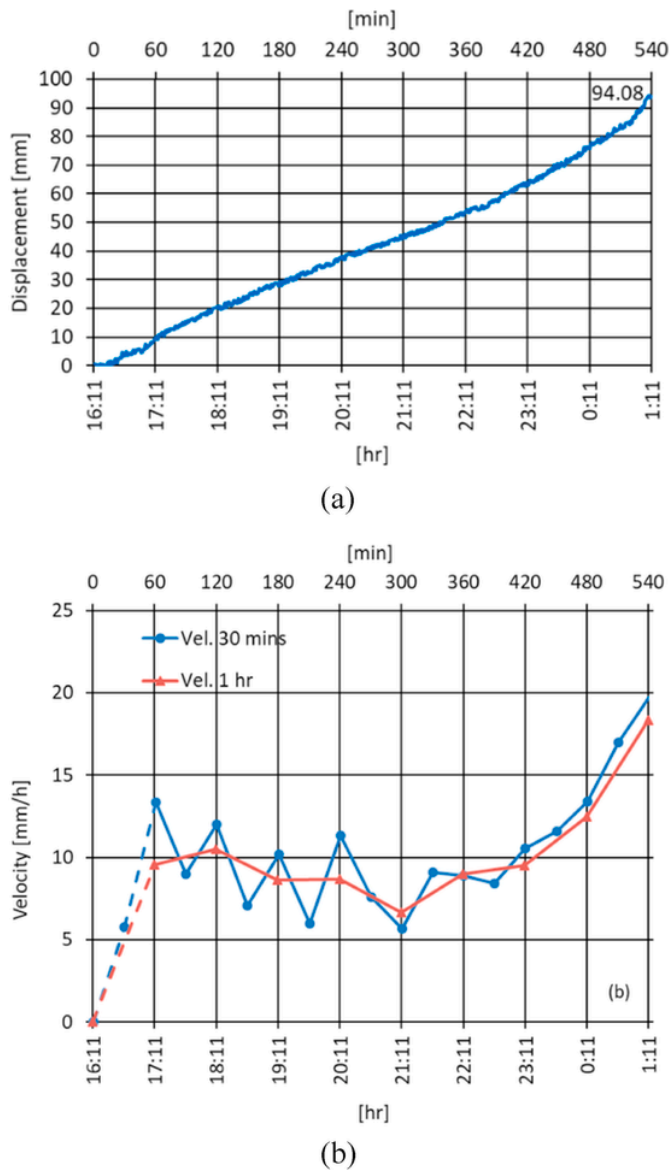 [min]
0 60 120 180 240 300 360 420 480 540
100
90
80
70
60
50
40
30
20
10
0
Displacement [mm]
94.08
16:11 17:11 18:11 19:11 20:11 21:11 22:11 23:11 0:11 1:11
[hr]
(a)
[min]
0 60 120 180 240 300 360 420 480 540
25
20
15
10
5
0
Velocity [mm/h]
Vel. 30 mins
Vel. 1 hr
(b)
16:11 17:11 18:11 19:11 20:11 21:11 22:11 23:11 0:11 1:11
[hr]
(b)